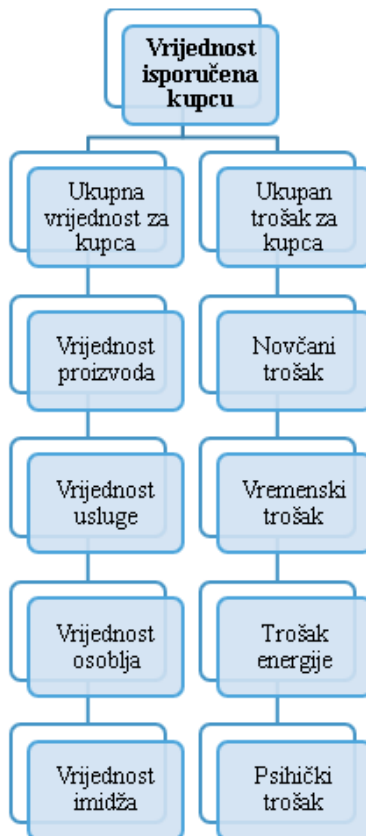 Vrijednost
isporučena
kupcu
Ukupna
vrijednost za
kupca
Ukupan
trošak za
kupca
Vrijednost
proizvoda
Novčani
trošak
Vrijednost
usluge
Vremenski
trošak
Vrijednost
osoblja
Trošak
energije
Vrijednost
imidža
Psihički
trošak